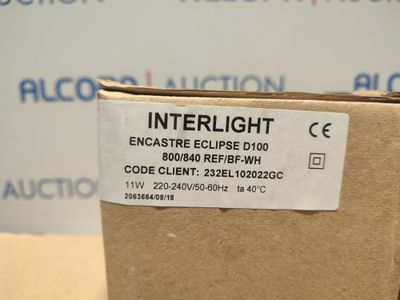 ALCOPA AUCTION
ALCOPA AUCTION
INTERLIGHT
CE
ENCASTRE ECLIPSE D100
800/840 REF/BF-WH
CODE CLIENT: 232EL102022GC
11W 220-240V/50-60Hz ta 40°C
2063664/08/18